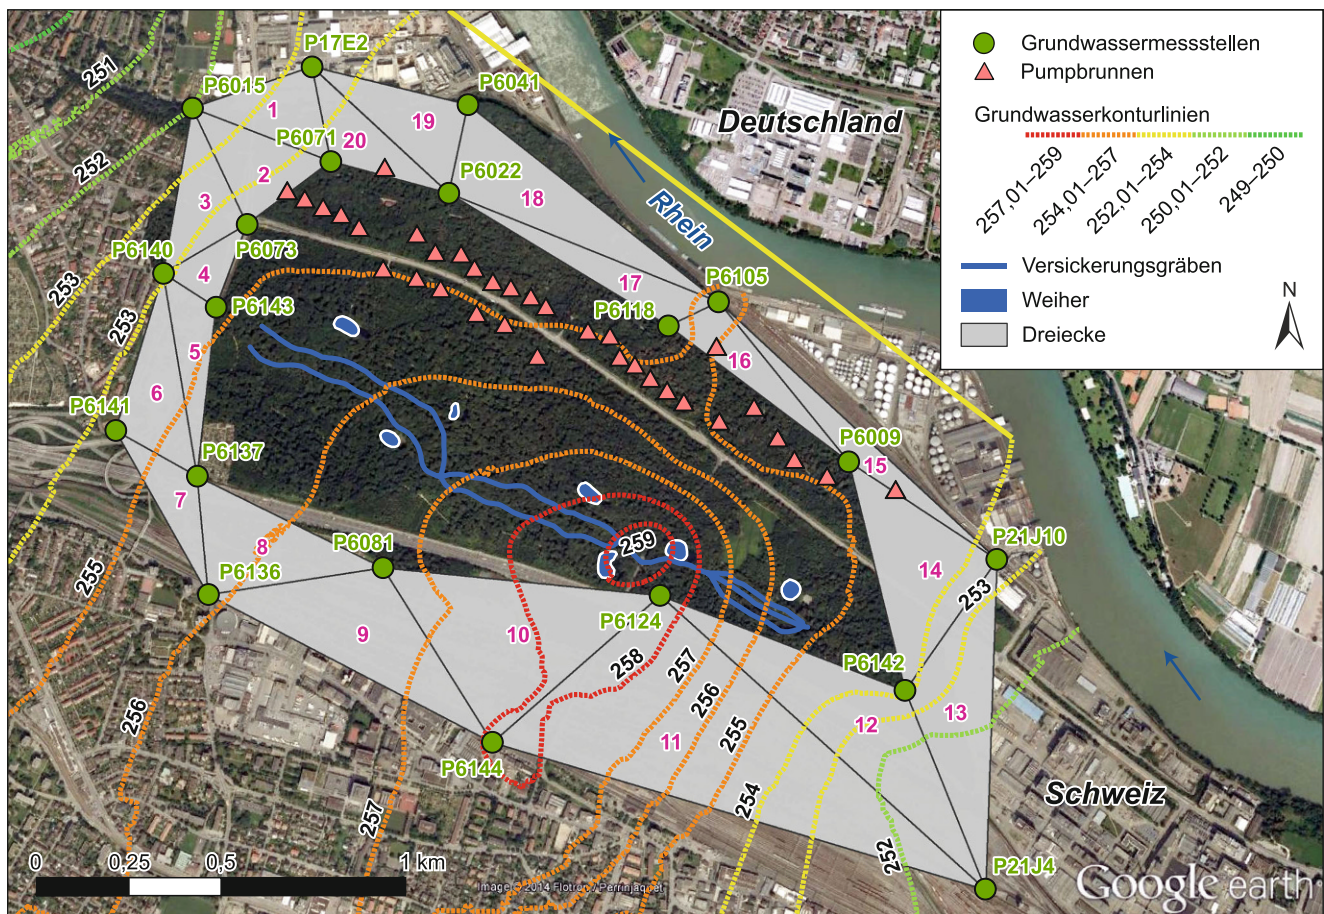 P17E2
251
P6015
P6041
1
19
P6071
20
252
2
P6022
3
18
P6140
P6073
4
253
P6143
17
P6105
P6118
253
5
16
6
P6141
P6137
P6009
15
7
8
259
P21J10
P6081
14
P6136
253
255
P6124
9
10
258
257
P6142
256
13
12
256
255
11
P6144
254
257
252
P21J4
Deutschland
Rhein
Schweiz
Grundwassermessstellen
Pumpbrunnen
Grundwasserkonturlinien
257,01–259
254,01–257
252,01–254
250,01–252
249–250
Versickerungsgräben
Weiher
Dreiecke
N
0 0,25 0,5 1 km
Image © 2014 Flotron / Perrinjaquet
Google earth